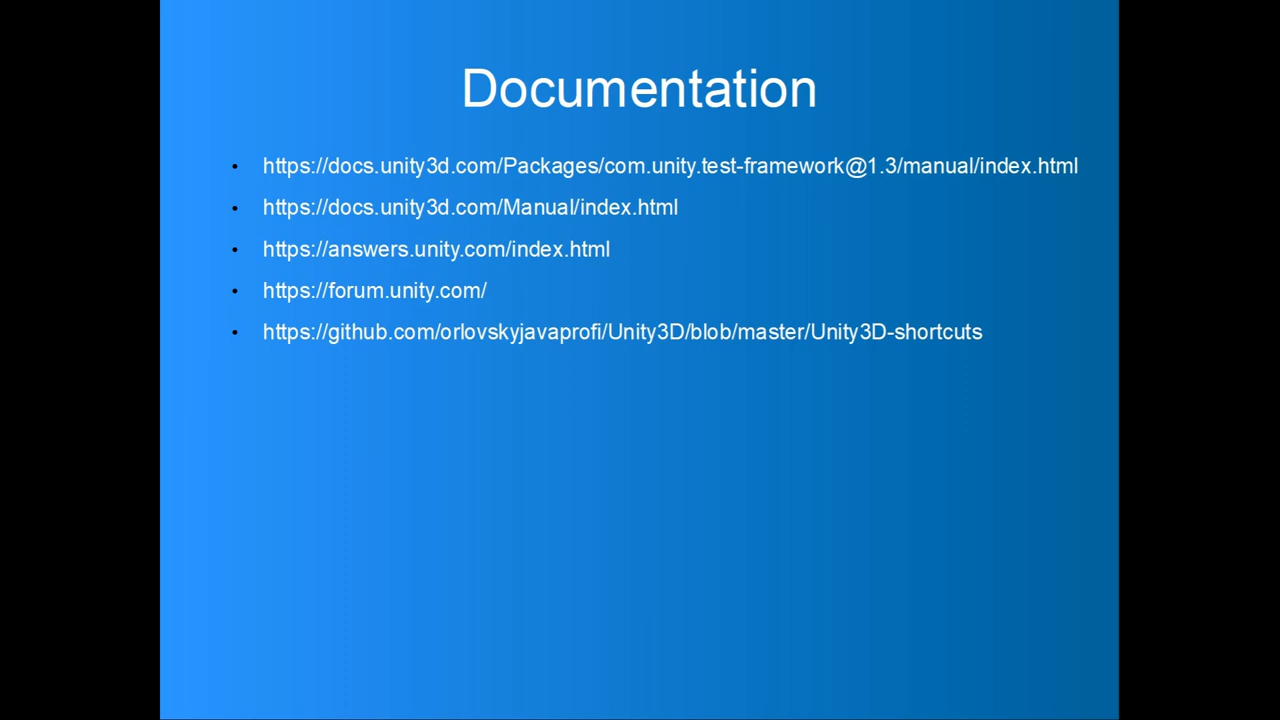 Documentation
• https://docs.unity3d.com/Packages/com.unity.test-framework@1.3/manual/index.html
• https://docs.unity3d.com/Manual/index.html
• https://answers.unity.com/index.html
• https://forum.unity.com/
• https://github.com/orlovskyjavaprofi/Unity3D/blob/master/Unity3D-shortcuts